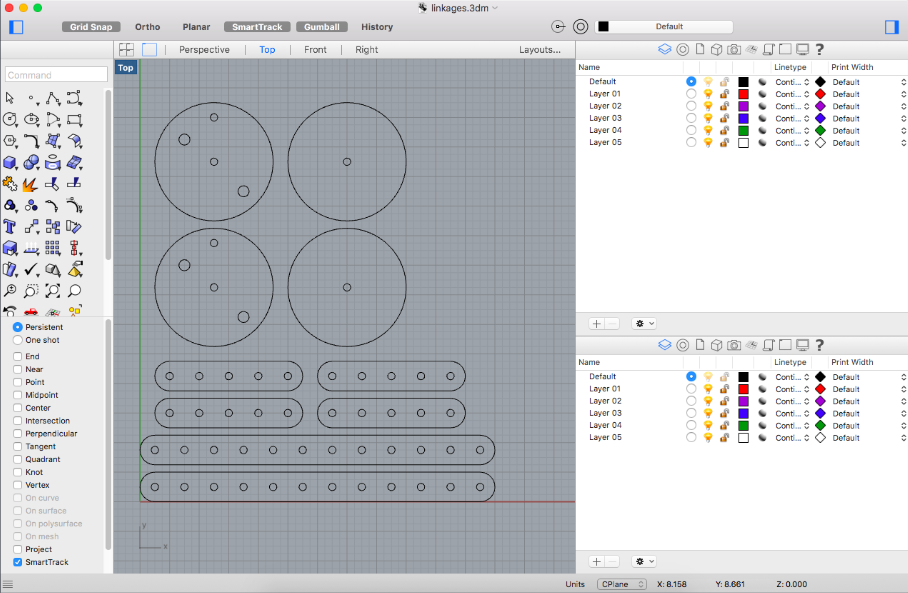 linkages.3dm
Grid Snap Ortho Planar SmartTrack Gumball History Default
Perspective Top Front Right Layouts...
Top
Command
Persistent
One shot
End
Near
Point
Midpoint
Center
Intersection
Perpendicular
Tangent
Quadrant
Knot
Vertex
On curve
On surface
On polysurface
On mesh
Project
SmartTrack
y
x
Name Linetype Print Width
Default Conti... Default
Layer 01 Conti... Default
Layer 02 Conti... Default
Layer 03 Conti... Default
Layer 04 Conti... Default
Layer 05 Conti... Default
Name Linetype Print Width
Default Conti... Default
Layer 01 Conti... Default
Layer 02 Conti... Default
Layer 03 Conti... Default
Layer 04 Conti... Default
Layer 05 Conti... Default
Units CPlane X: 8.158 Y: 8.661 Z: 0.000